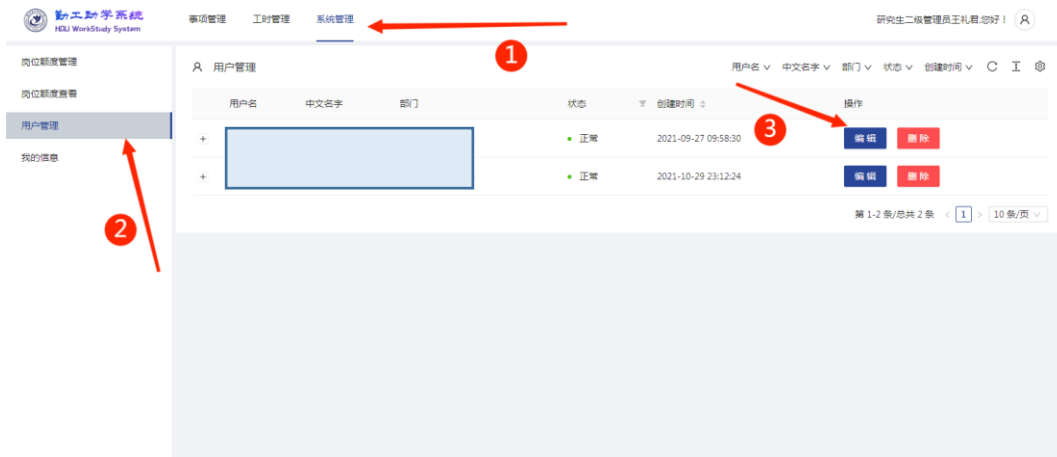 勤工助学系统
HDU WorkStudy System
事项管理 工时管理 系统管理
研究生二级管理员王礼君,您好！
1
岗位额度管理
岗位额度查看
用户管理
我的信息
2
用户管理
用户名 中文名字 部门 状态 创建时间
用户名 中文名字 部门 状态 创建时间 操作
3
+ 正常 2021-09-27 09:58:30 编辑 删除
+ 正常 2021-10-29 23:12:24 编辑 删除
第 1-2 条/总共 2 条 < 1 > 10 条/页